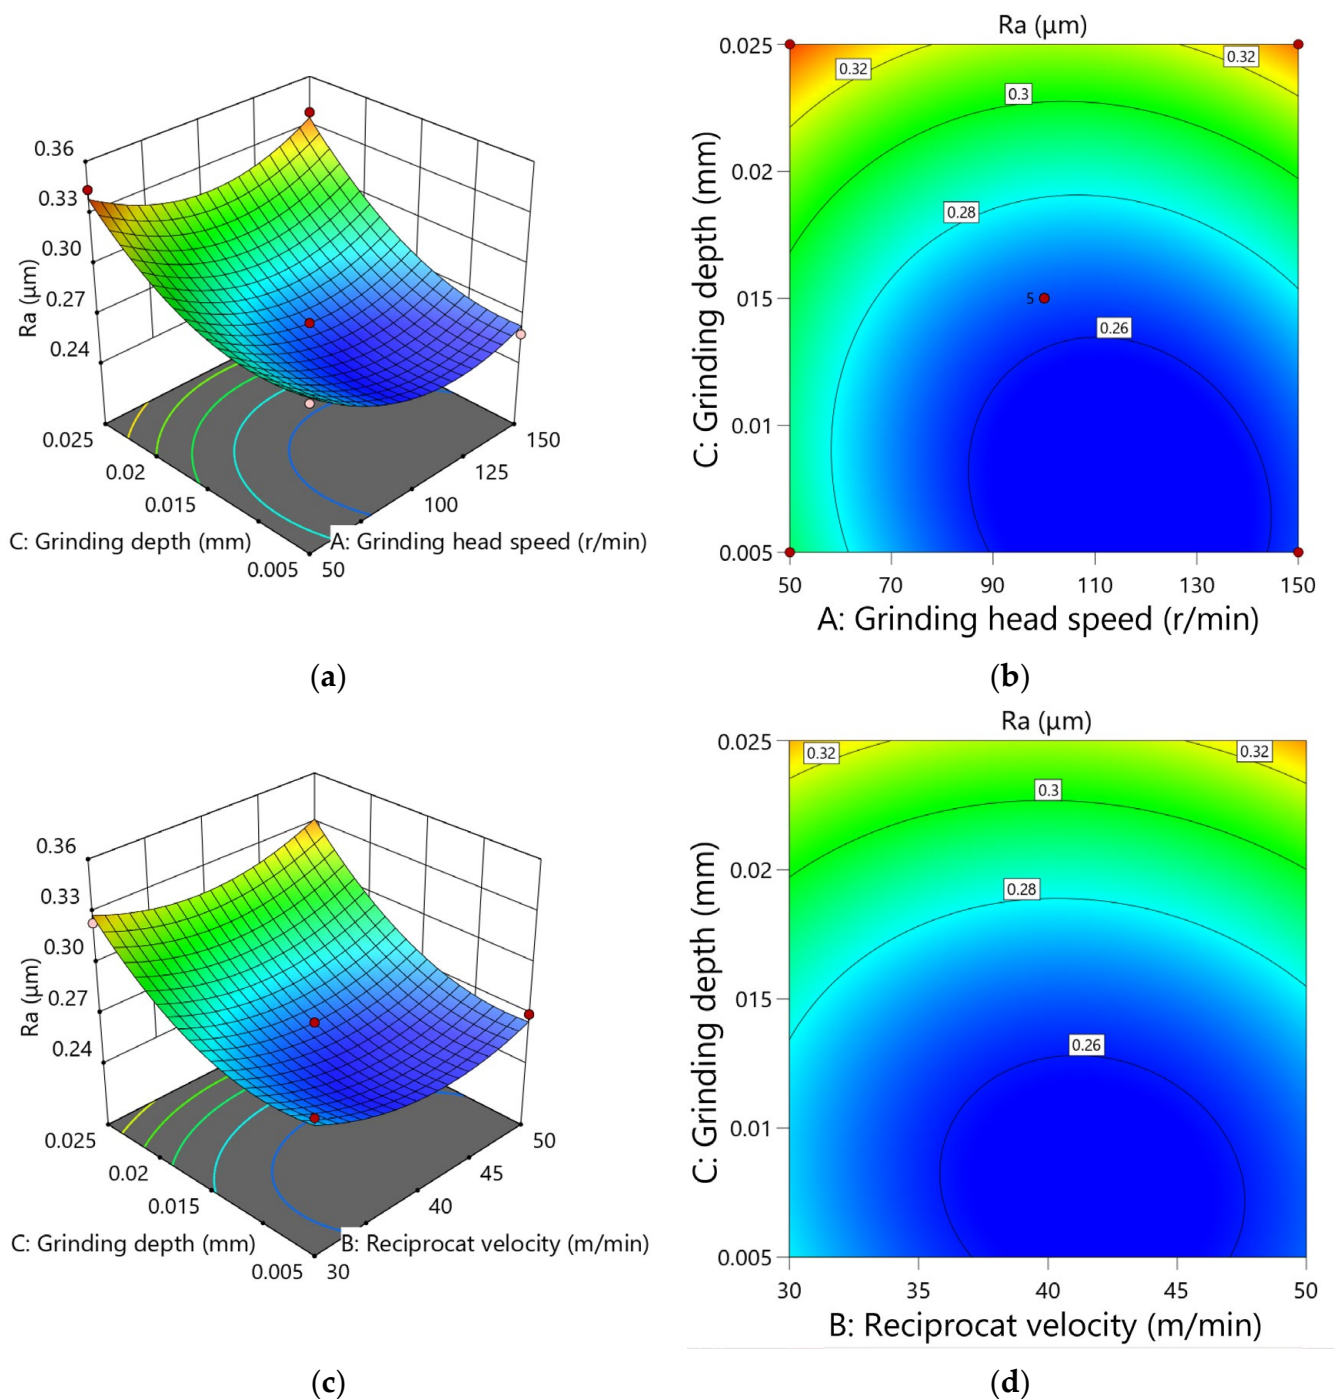 0.36
0.33
0.30
0.27
0.24
Ra (μm)
0.025
0.02
0.015
0.005
50
100
125
150
C: Grinding depth (mm)
A: Grinding head speed (r/min)
(a)
Ra (μm)
0.025
0.02
015
0.01
0.005
C: Grinding depth (mm)
0.32
0.32
0.3
0.28
5
0.26
50 70 90 110 130 150
A: Grinding head speed (r/min)
(b)
0.36
0.33
0.30
0.27
0.24
Ra (μm)
0.025
0.02
0.015
0.005
30
40
45
50
C: Grinding depth (mm)
B: Reciprocat velocity (m/min)
(c)
Ra (μm)
0.025
0.02
015
0.01
0.005
C: Grinding depth (mm)
0.32
0.32
0.3
0.28
0.26
30 35 40 45 50
B: Reciprocat velocity (m/min)
(d)